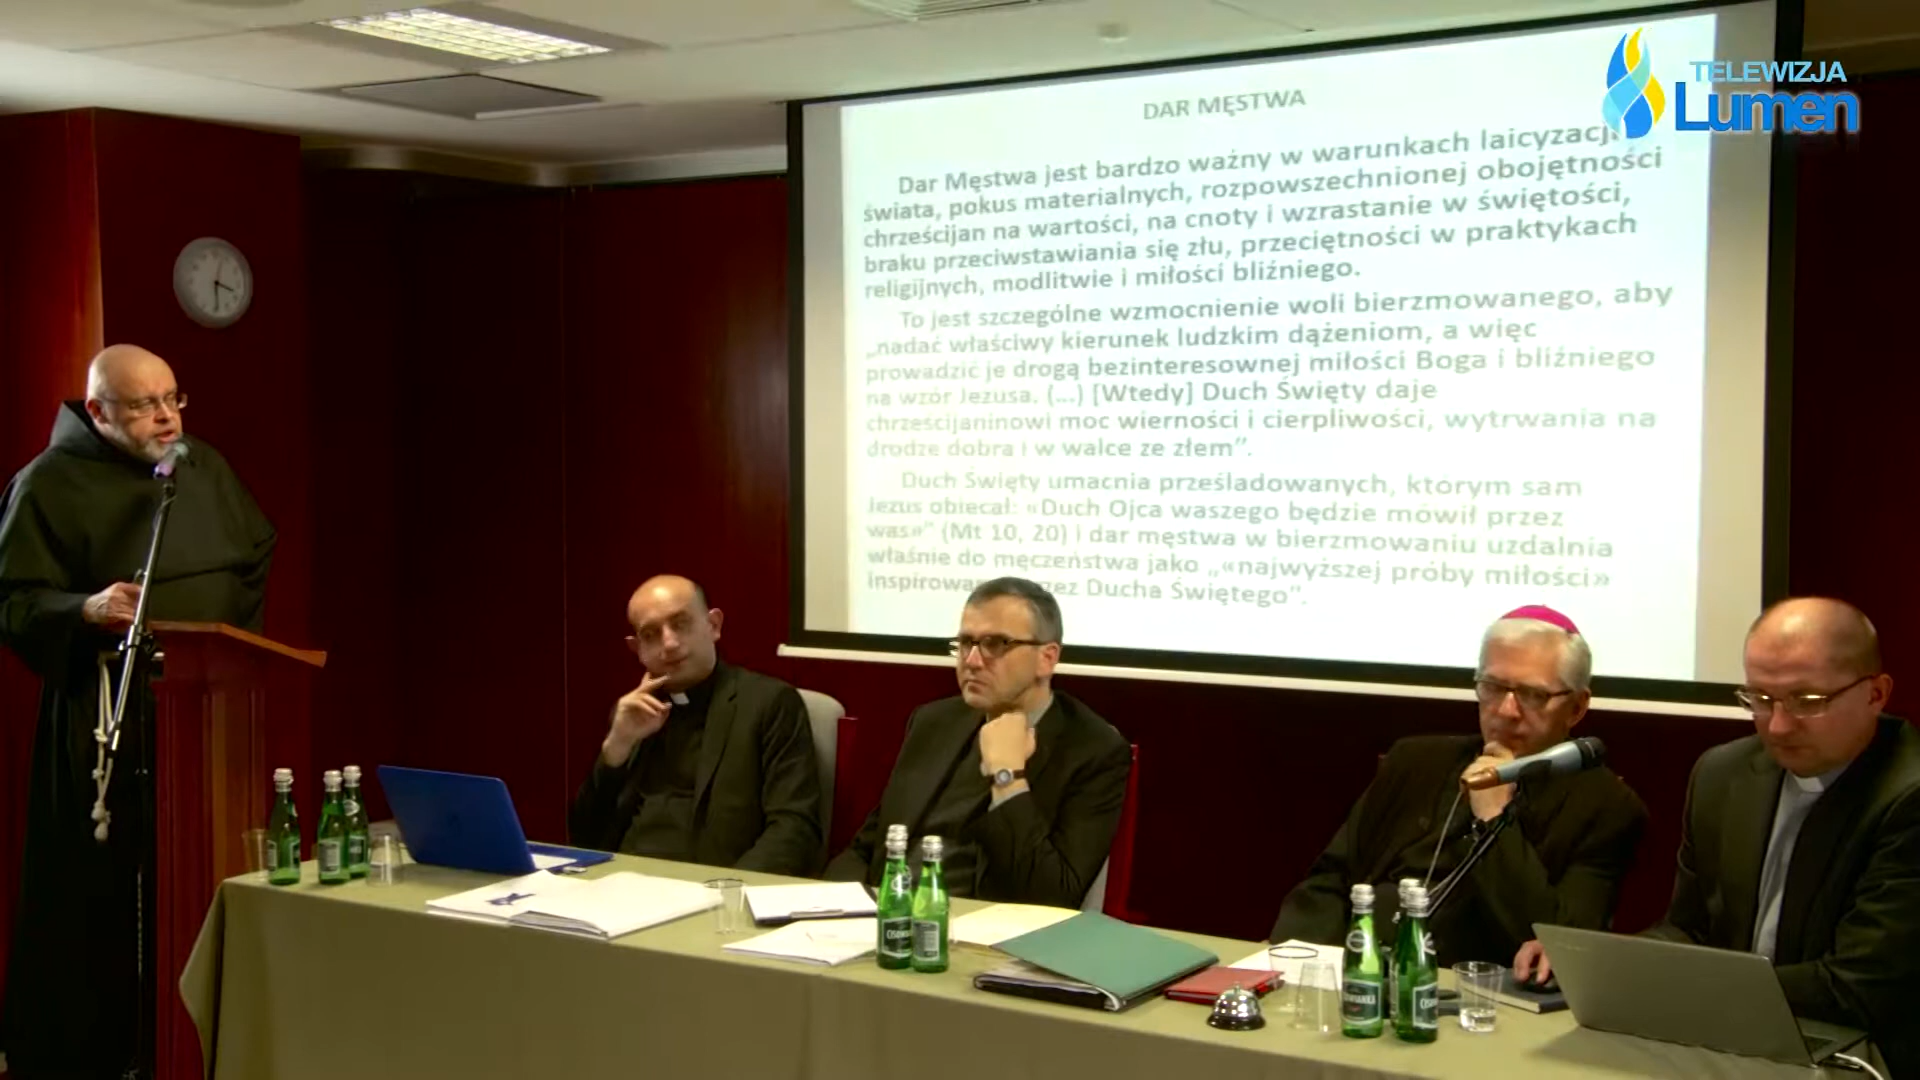 TELEWIZJA
Lumen
DAR MĘSTWA
Dar Męstwa jest bardzo ważny w warunkach laicyzacji
świata, pokus materialnych, rozpowszechnionej obojętności
chrześcijan na wartości, na cnoty i wzrastanie w świętości,
braku przeciwstawiania się złu, przeciętności w praktykach
religijnych, modlitwie i miłości bliźniego.
To jest szczególne wzmocnienie woli bierzmowanego, aby
„nadać właściwy kierunek ludzkim dążeniom, a więc
prowadzić je drogą bezinteresownej miłości Boga i bliźniego
na wzór Jezusa. (...) [Wtedy] Duch Święty daje
chrześcijaninowi moc wierności i cierpliwości, wytrwania na
drodze dobra i w walce ze złem”.
Duch Święty umacnia prześladowanych, którym sam
Jezus obiecał: «Duch Ojca waszego będzie mówił przez
was»” (Mt 10, 20) i dar męstwa w bierzmowaniu uzdalnia
właśnie do męczeństwa jako „«najwyższej próby miłości»
Ducha Świętego”.